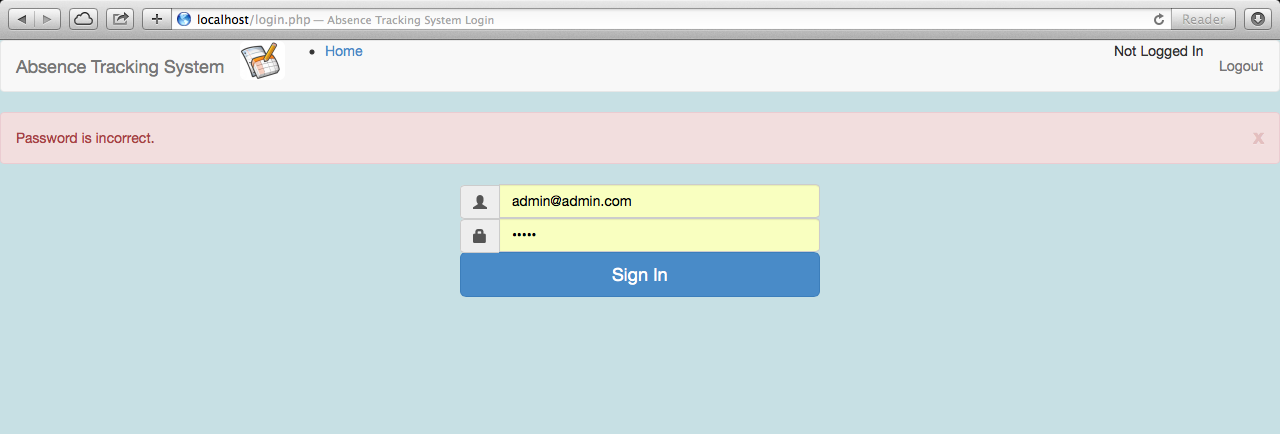 localhost/login.php — Absence Tracking System Login
Reader
Absence Tracking System
Home
Not Logged In
Logout
Password is incorrect.
x
admin@admin.com
•••••
Sign In